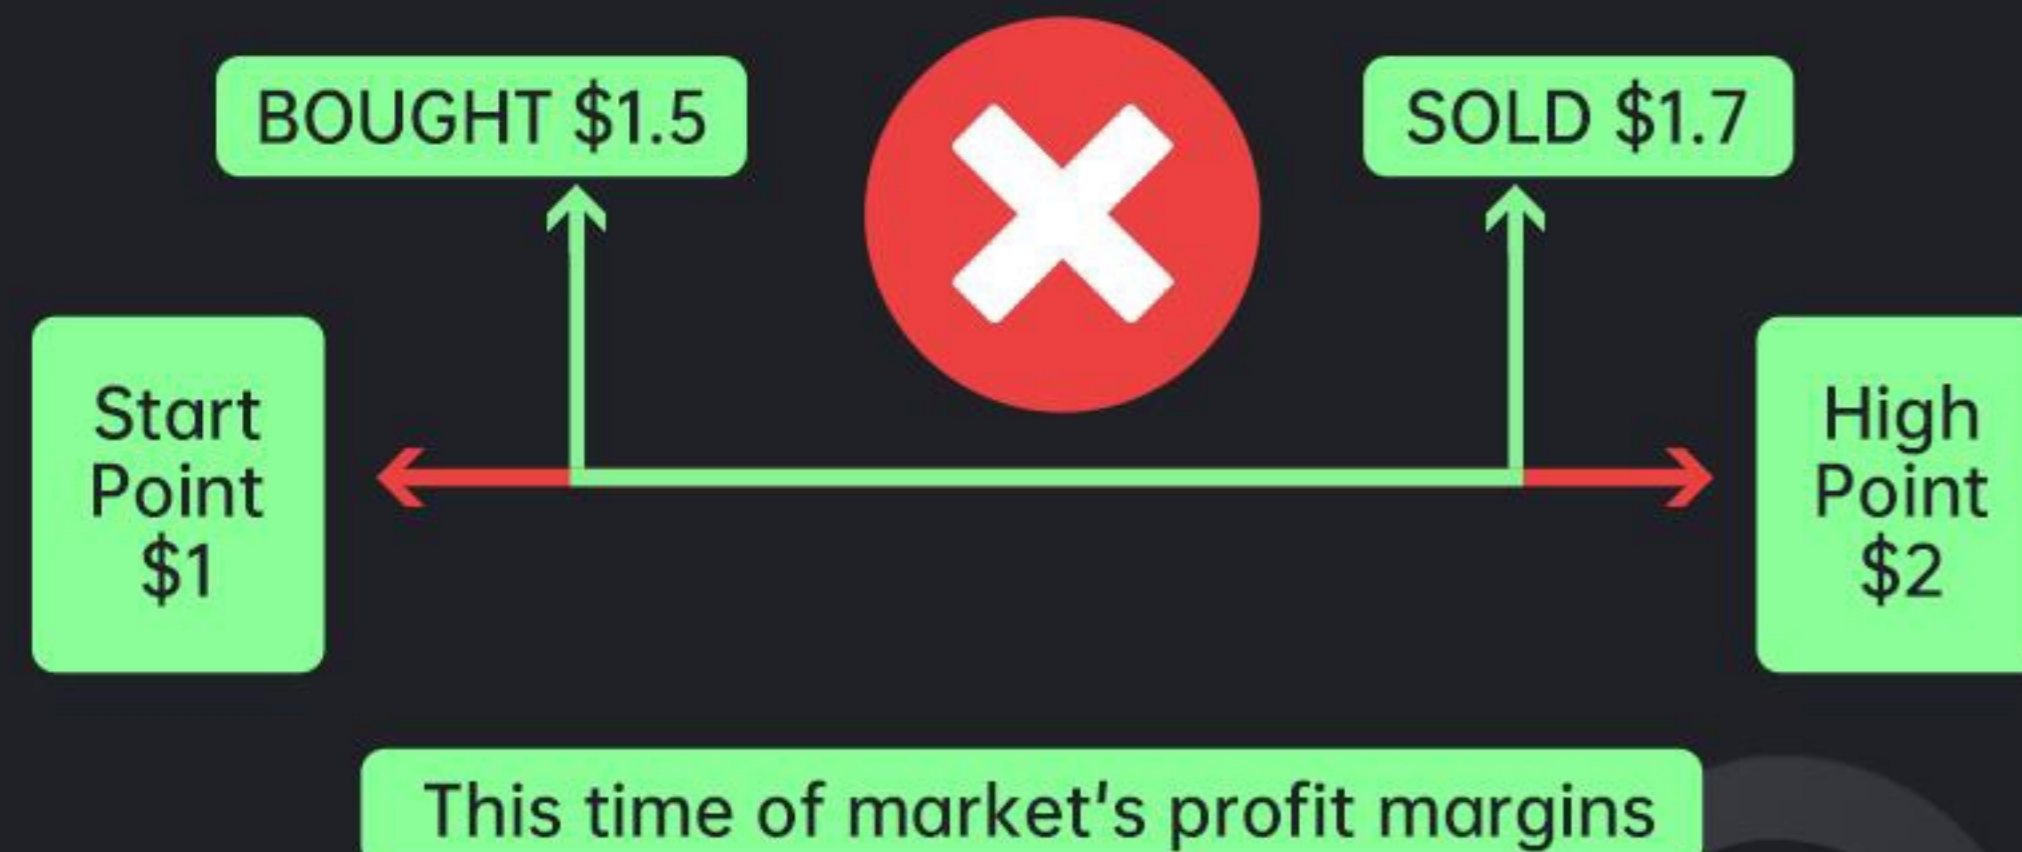 BOUGHT $1.5
SOLD $1.7
Start
Point
$1
High
Point
$2
This time of market's profit margins